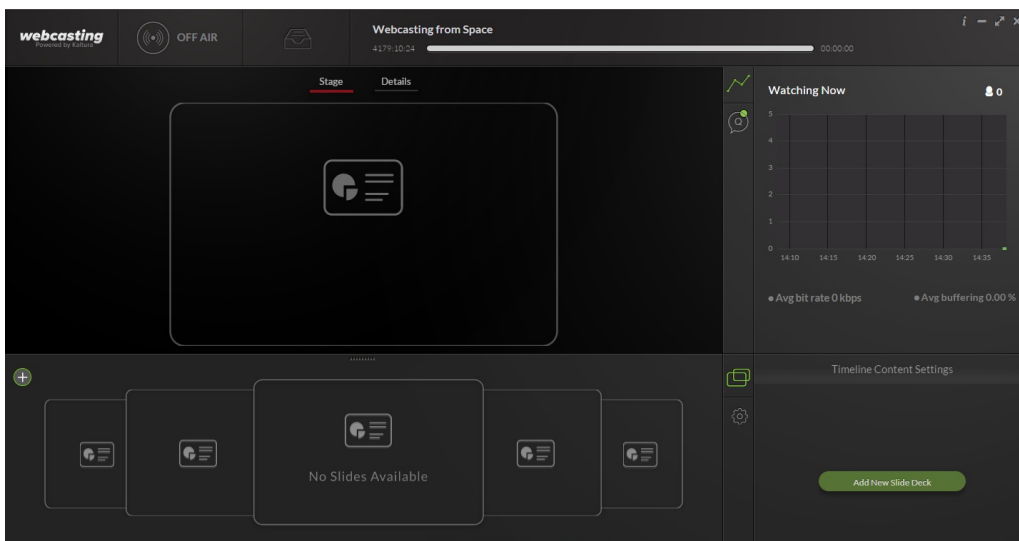 webcasting
Powered by Kaltura
OFF AIR
Webcasting from Space
4179:10:24
00:00:00
i
Stage
Details
Watching Now
0
5
4
3
2
1
0
14:10 14:15 14:20 14:25 14:30 14:35
Avg bit rate 0 kbps
Avg buffering 0.00 %
Q
Timeline Content Settings
No Slides Available
Add New Slide Deck